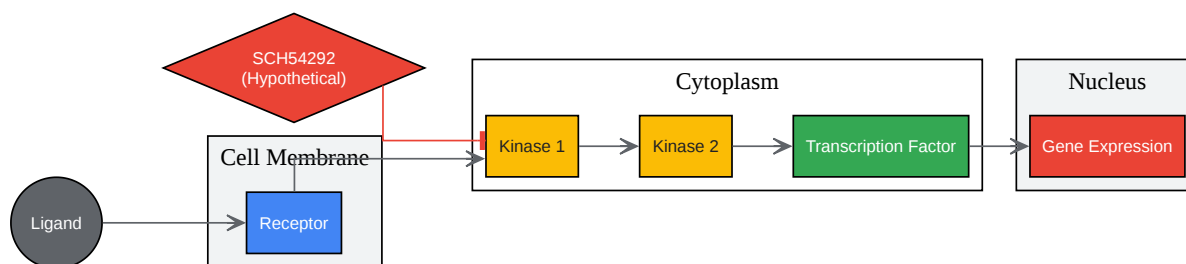 SCH54292
(Hypothetical)
Cytoplasm
Nucleus
Kinase 1
Kinase 2
Transcription Factor
Gene Expression
Cell Membrane
Ligand
Receptor